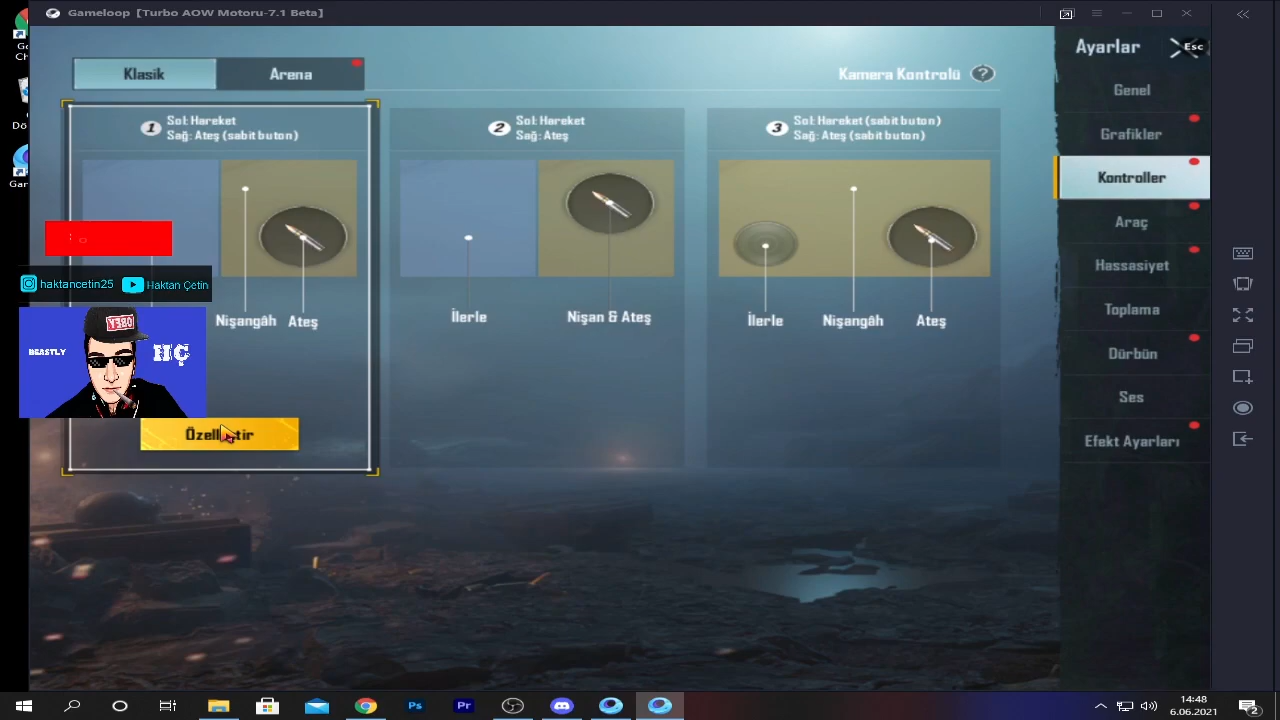 Gameloop [Turbo AOW Motoru-7.1 Beta]
Klasik
Arena
Kamera Kontrolü ?
1 Sol: Hareket
Sağ: Ateş (sabit buton)
2 Sol: Hareket
Sağ: Ateş
3 Sol: Hareket (sabit buton)
Sağ: Ateş (sabit buton)
haktancetin25
Haktan Çetin
Nişangâh
Ateş
İlerle
Nişan & Ateş
İlerle
Nişangâh
Ateş
BEASTLY
HÇ
Ayarlar
Esc
Genel
Grafikler
Kontroller
Araç
Hassasiyet
Toplama
Dürbün
Ses
Efekt Ayarları
Ps
Pr
14:48
6.06.2021
2